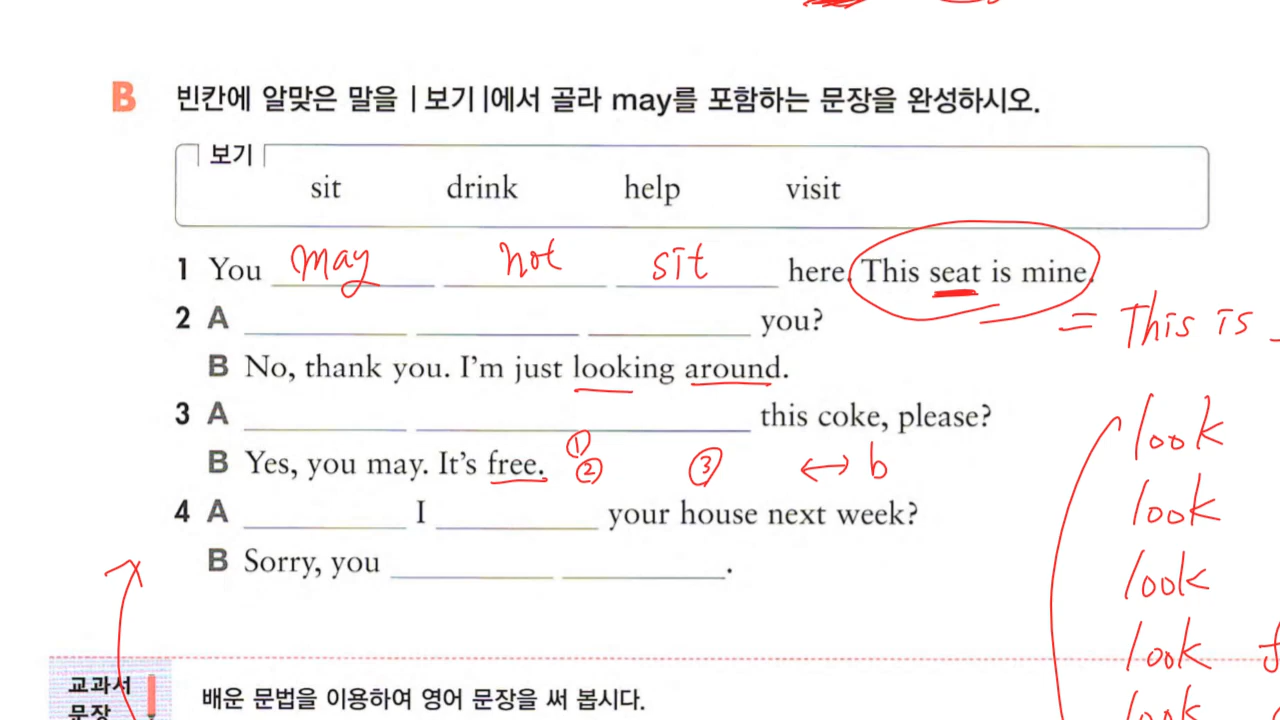 B 빈칸에 알맞은 말을 |보기|에서 골라 may를 포함하는 문장을 완성하시오.
보기
sit drink help visit
1 You may not sit here. This seat is mine.
= This is
2 A you?
B No, thank you. I'm just looking around.
3 A this coke, please?
look
B Yes, you may. It's free. ① ② ③ ↔ b
4 A I your house next week?
look
B Sorry, you .
look
look
교과서
문장
배운 문법을 이용하여 영어 문장을 써 봅시다.
look